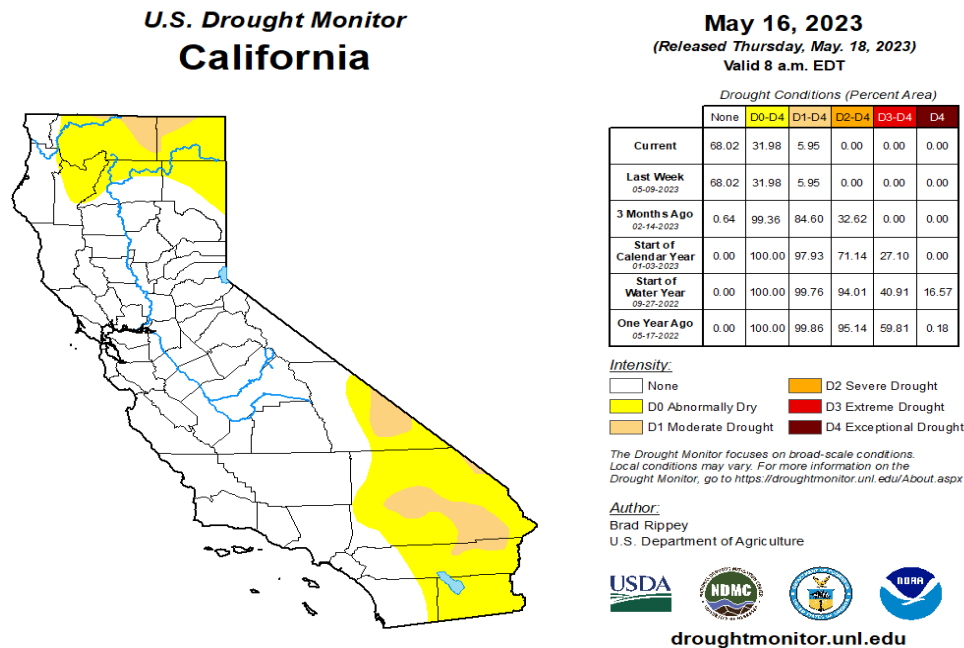 U.S. Drought Monitor
California
May 16, 2023
(Released Thursday, May. 18, 2023)
Valid 8 a.m. EDT
Drought Conditions (Percent Area)
None D0-D4 D1-D4 D2-D4 D3-D4 D4
Current 68.02 31.98 5.95 0.00 0.00 0.00
Last Week
05-09-2023 68.02 31.98 5.95 0.00 0.00 0.00
3 Months Ago
02-14-2023 0.64 99.36 84.60 32.62 0.00 0.00
Start of
Calendar Year
01-03-2023 0.00 100.00 97.93 71.14 27.10 0.00
Start of
Water Year
09-27-2022 0.00 100.00 99.76 94.01 40.91 16.57
One Year Ago
05-17-2022 0.00 100.00 99.86 95.14 59.81 0.18
Intensity:
None
D0 Abnormally Dry
D1 Moderate Drought
D2 Severe Drought
D3 Extreme Drought
D4 Exceptional Drought
The Drought Monitor focuses on broad-scale conditions.
Local conditions may vary. For more information on the
Drought Monitor, go to https://droughtmonitor.unl.edu/About.aspx
Author:
Brad Rippey
U.S. Department of Agriculture
USDA
NDMC
NOAA
droughtmonitor.unl.edu